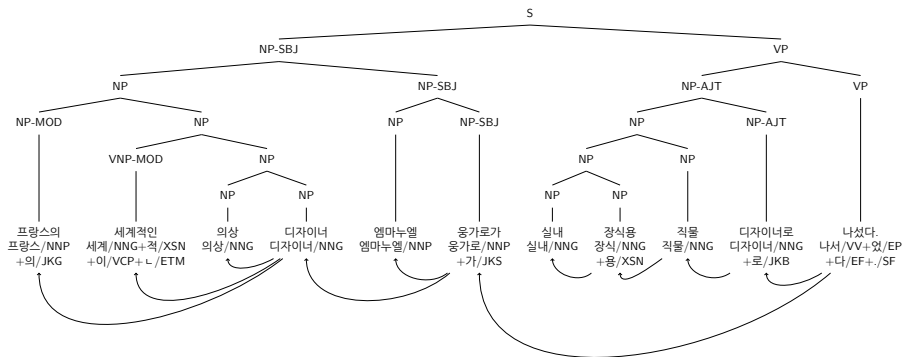 S
NP-SBJ VP
NP NP-SBJ NP-AJT VP
NP-MOD NP NP NP-SBJ NP NP-AJT
VNP-MOD NP NP NP
NP NP NP NP
프랑스의 세계적인 의상 디자이너 엠마누엘 웅가로가 실내 장식용 직물 디자이너로 나섰다.
프랑스/NNP 세계/NNG+적/XSN 의상/NNG 디자이너/NNG 엠마누엘/NNP 웅가로/NNP 실내/NNG 장식/NNG 직물/NNG 디자이너/NNG 나서/VV+었/EP
+의/JKG +이/VCP+ㄴ/ETM +가/JKS +용/XSN +로/JKB +다/EF+./SF